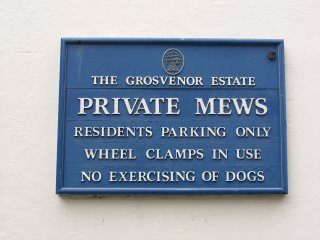 THE GROSVENOR ESTATE
PRIVATE MEWS
RESIDENTS PARKING ONLY
WHEEL CLAMPS IN USE
NO EXERCISING OF DOGS